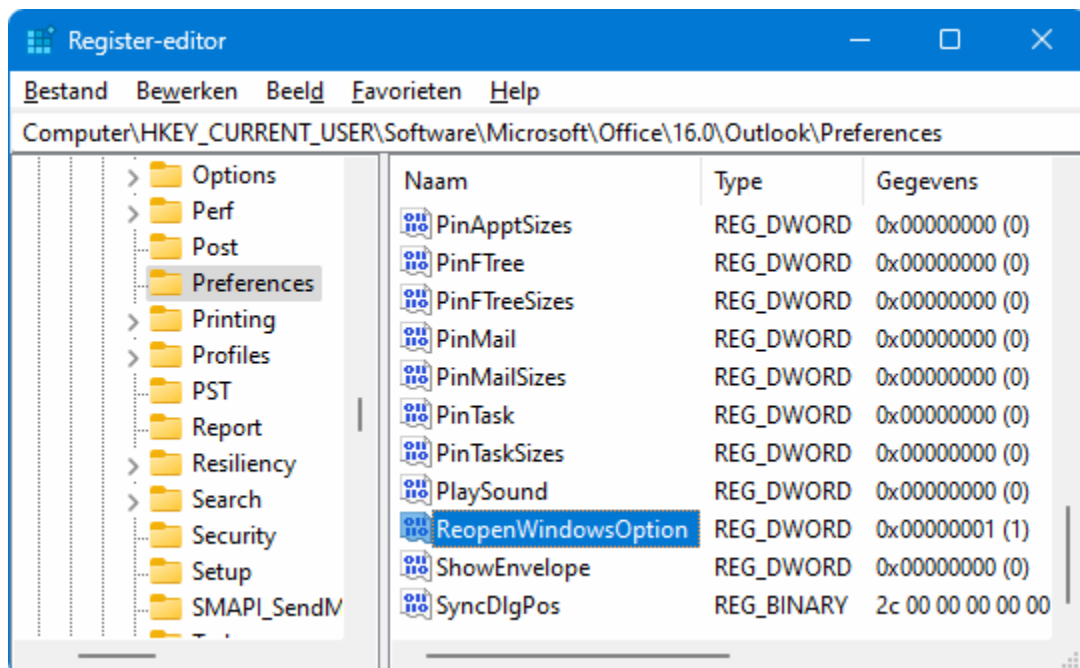 Register-editor
Bestand Bewerken Beeld Favorieten Help
Computer\HKEY_CURRENT_USER\Software\Microsoft\Office\16.0\Outlook\Preferences
Options
Perf
Post
Preferences
Printing
Profiles
PST
Report
Resiliency
Search
Security
Setup
SMAPI_SendM
Naam Type Gegevens
PinApptSizes REG_DWORD 0x00000000 (0)
PinFTree REG_DWORD 0x00000000 (0)
PinFTreeSizes REG_DWORD 0x00000000 (0)
PinMail REG_DWORD 0x00000000 (0)
PinMailSizes REG_DWORD 0x00000000 (0)
PinTask REG_DWORD 0x00000000 (0)
PinTaskSizes REG_DWORD 0x00000000 (0)
PlaySound REG_DWORD 0x00000000 (0)
ReopenWindowsOption REG_DWORD 0x00000001 (1)
ShowEnvelope REG_DWORD 0x00000000 (0)
SyncDlgPos REG_BINARY 2c 00 00 00 00 00